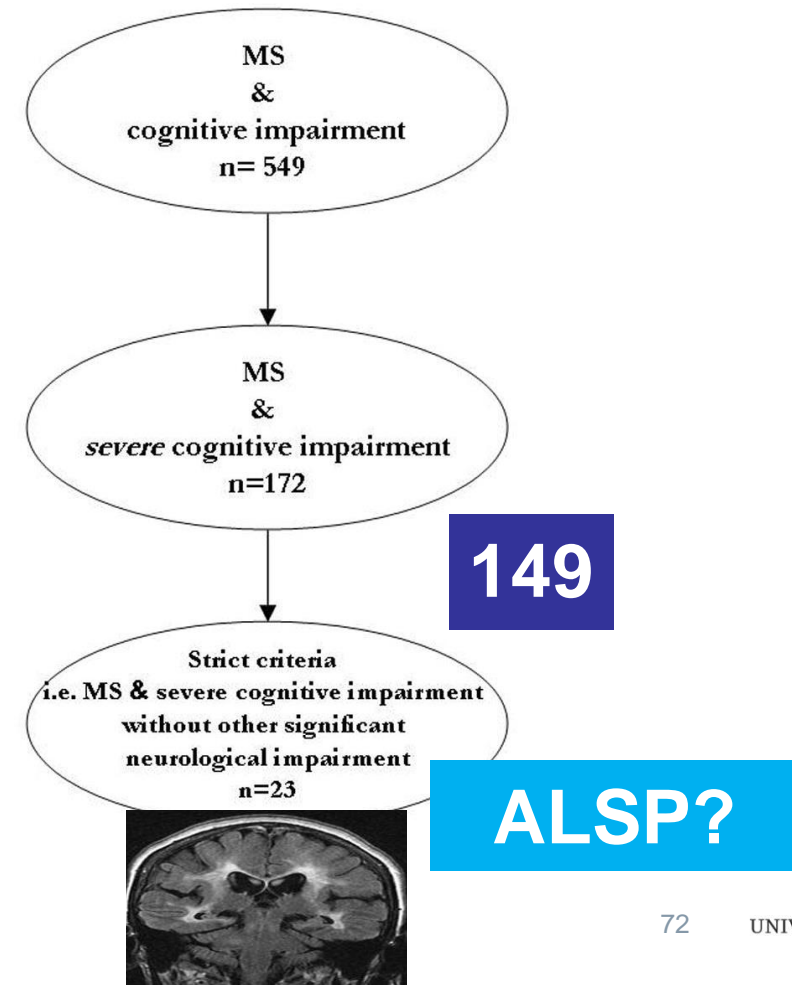 MS
&
cognitive impairment
n= 549
MS
&
severe cognitive impairment
n=172
149
Strict criteria
i.e. MS & severe cognitive impairment
without other significant
neurological impairment
n=23
ALSP?
72 UNIV